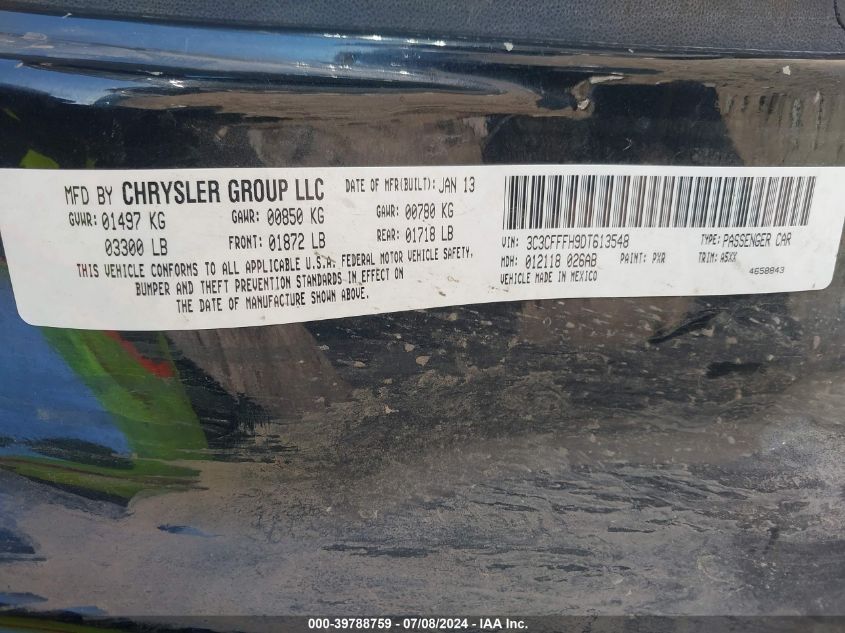 MFD BY CHRYSLER GROUP LLC DATE OF MFR(BUILT): JAN 13
GVWR: 01497 KG GAWR: 00850 KG GAWR: 00780 KG
03300 LB FRONT: 01872 LB REAR: 01718 LB
THIS VEHICLE CONFORMS TO ALL APPLICABLE U.S.A. FEDERAL MOTOR VEHICLE SAFETY,
BUMPER AND THEFT PREVENTION STANDARDS IN EFFECT ON
THE DATE OF MANUFACTURE SHOWN ABOVE.
VIN: 3C3CFFFH9DT613548 TYPE: PASSENGER CAR
MDH: 012118 026AB PAINT: PXR TRIM: A5XX
VEHICLE MADE IN MEXICO 4658843
000-39788759 - 07/08/2024 - IAA Inc.